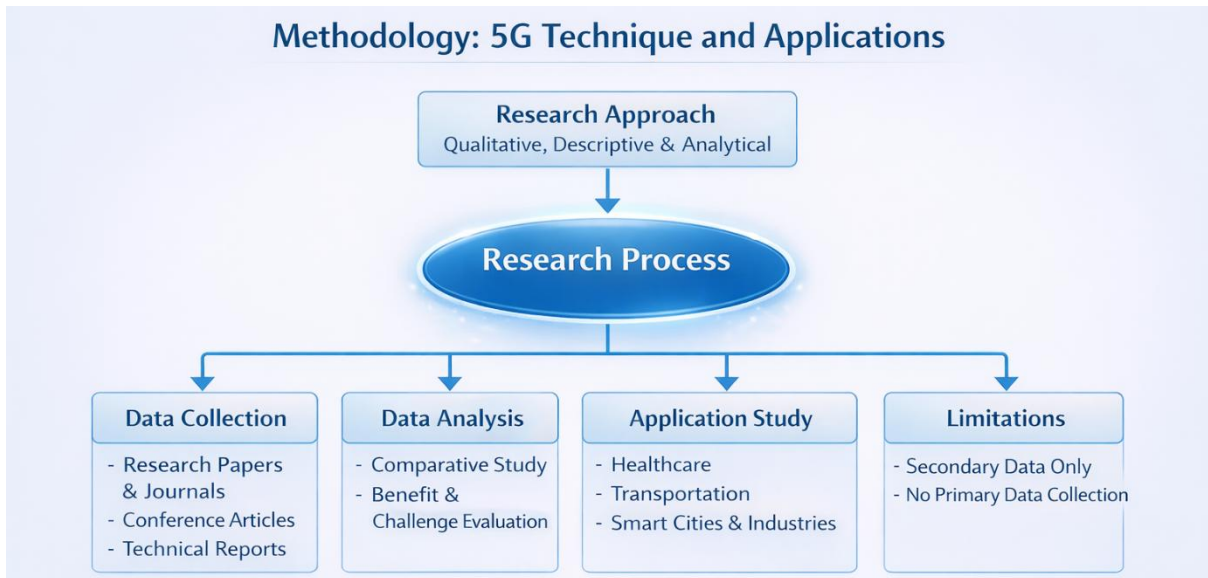 Methodology: 5G Technique and Applications
Research Approach
Qualitative, Descriptive & Analytical
Research Process
Data Collection
- Research Papers
& Journals
- Conference Articles
- Technical Reports
Data Analysis
- Comparative Study
- Benefit &
Challenge Evaluation
Application Study
- Healthcare
- Transportation
- Smart Cities & Industries
Limitations
- Secondary Data Only
- No Primary Data Collection